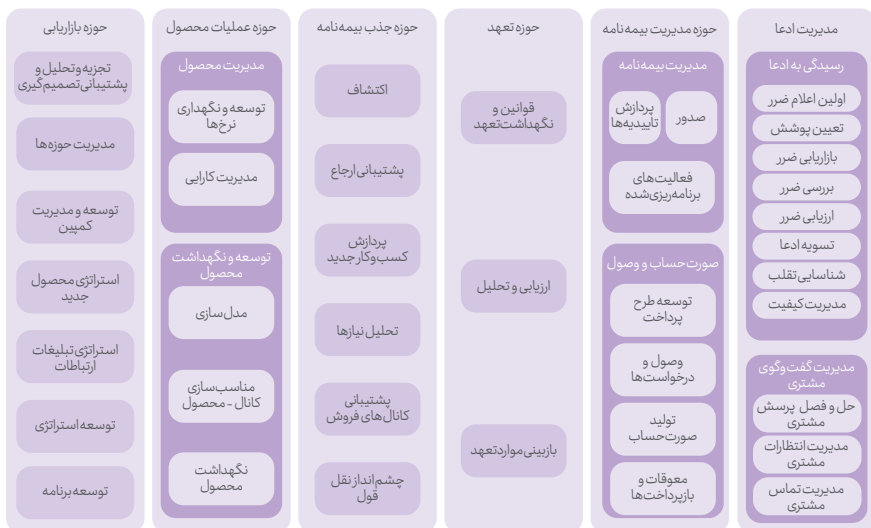 مدیریت ادعا
رسیدگی به ادعا
اولین اعلام ضرر
تعیین پوشش
بازاریابی ضرر
بررسی ضرر
ارزیابی ضرر
تسویه ادعا
شناسایی تقلب
مدیریت کیفیت
مدیریت گفت‌وگوی
مشتری
حل و فصل پرسش
مشتری
مدیریت انتظارات
مشتری
مدیریت تماس
مشتری
حوزه مدیریت بیمه‌نامه
مدیریت بیمه‌نامه
صدور
پردازش
تاییدیه‌ها
فعالیت‌های
برنامه‌ریزی‌شده
صورت‌حساب و وصول
توسعه طرح
پرداخت
وصول و
درخواست‌ها
تولید
صورت‌حساب
معوقات و
بازپرداخت‌ها
حوزه تعهد
قوانین و
نگهداشت‌تعهد
ارزیابی و تحلیل
بازبینی موارد تعهد
حوزه جذب بیمه‌نامه
اکتشاف
پشتیبانی ارجاع
پردازش
کسب‌وکار جدید
تحلیل نیازها
پشتیبانی
کانال‌های فروش
چشم‌انداز نقل
قول
حوزه عملیات محصول
مدیریت محصول
توسعه و نگهداری
نرخ‌ها
مدیریت کارایی
توسعه و نگهداشت
محصول
مدل‌سازی
مناسب‌سازی
کانال - محصول
نگهداشت
محصول
حوزه بازاریابی
تجزیه و تحلیل و
پشتیبانی تصمیم‌گیری
مدیریت حوزه‌ها
توسعه و مدیریت
کمپین
استراتژی محصول
جدید
استراتژی تبلیغات
ارتباطات
توسعه استراتژی
توسعه برنامه